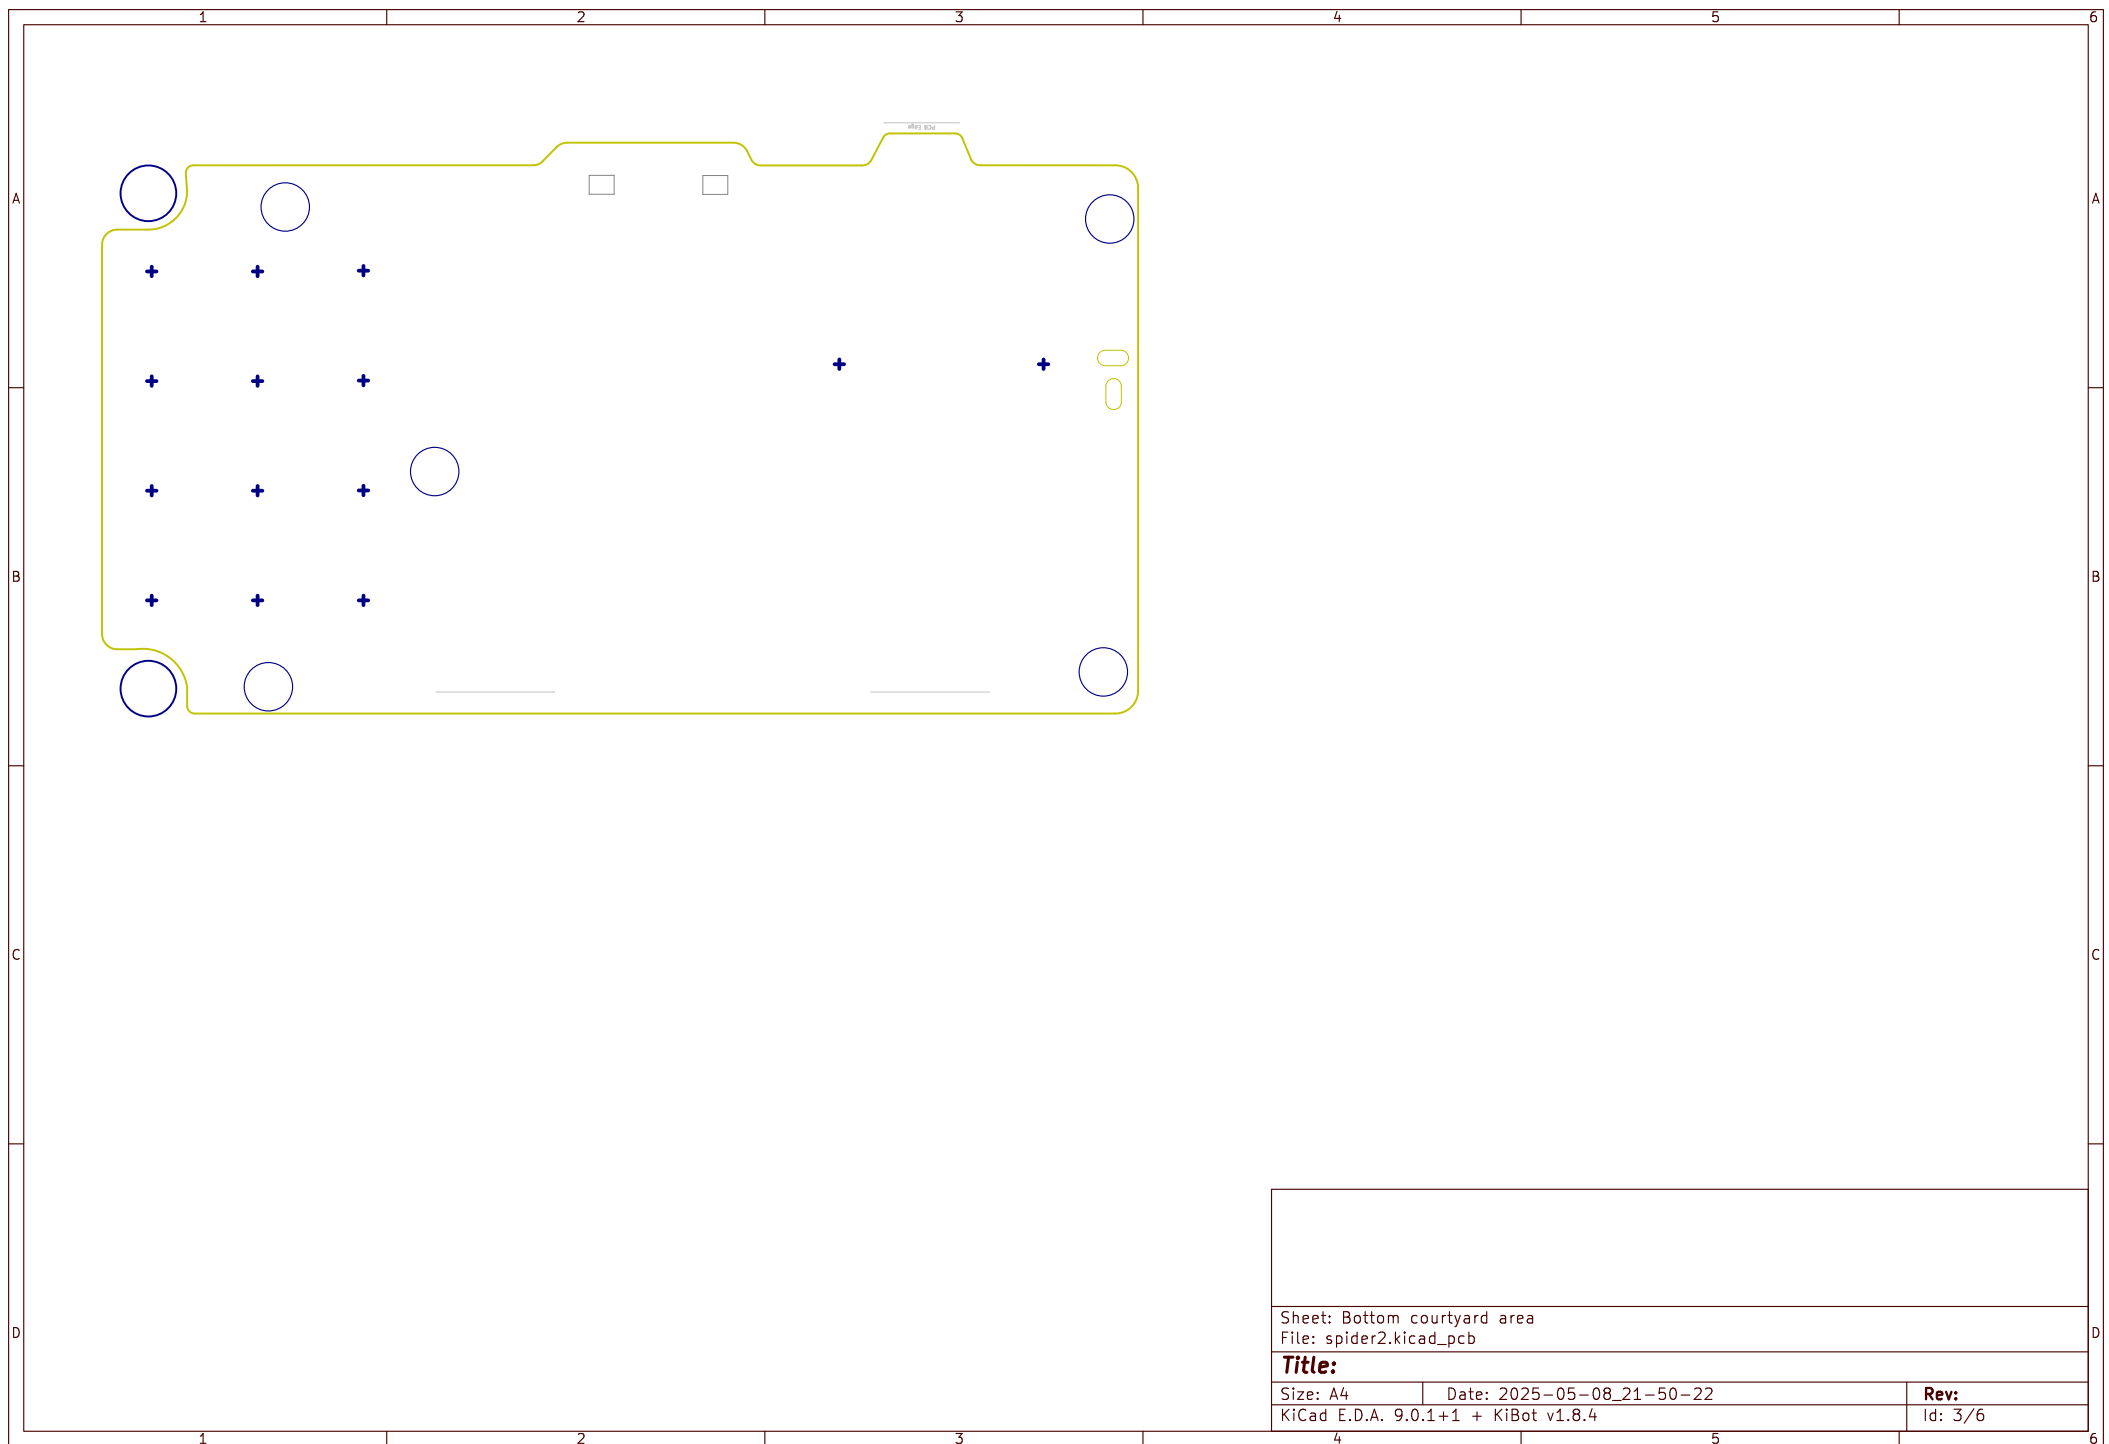 1 2 3 4 5 6
PCB Edge
A A
B B
C C
D D
Sheet: Bottom courtyard area
File: spider2.kicad_pcb
Title:
Size: A4 Date: 2025-05-08_21-50-22 Rev:
KiCad E.D.A. 9.0.1+1 + KiBot v1.8.4 Id: 3/6
1 2 3 4 5 6